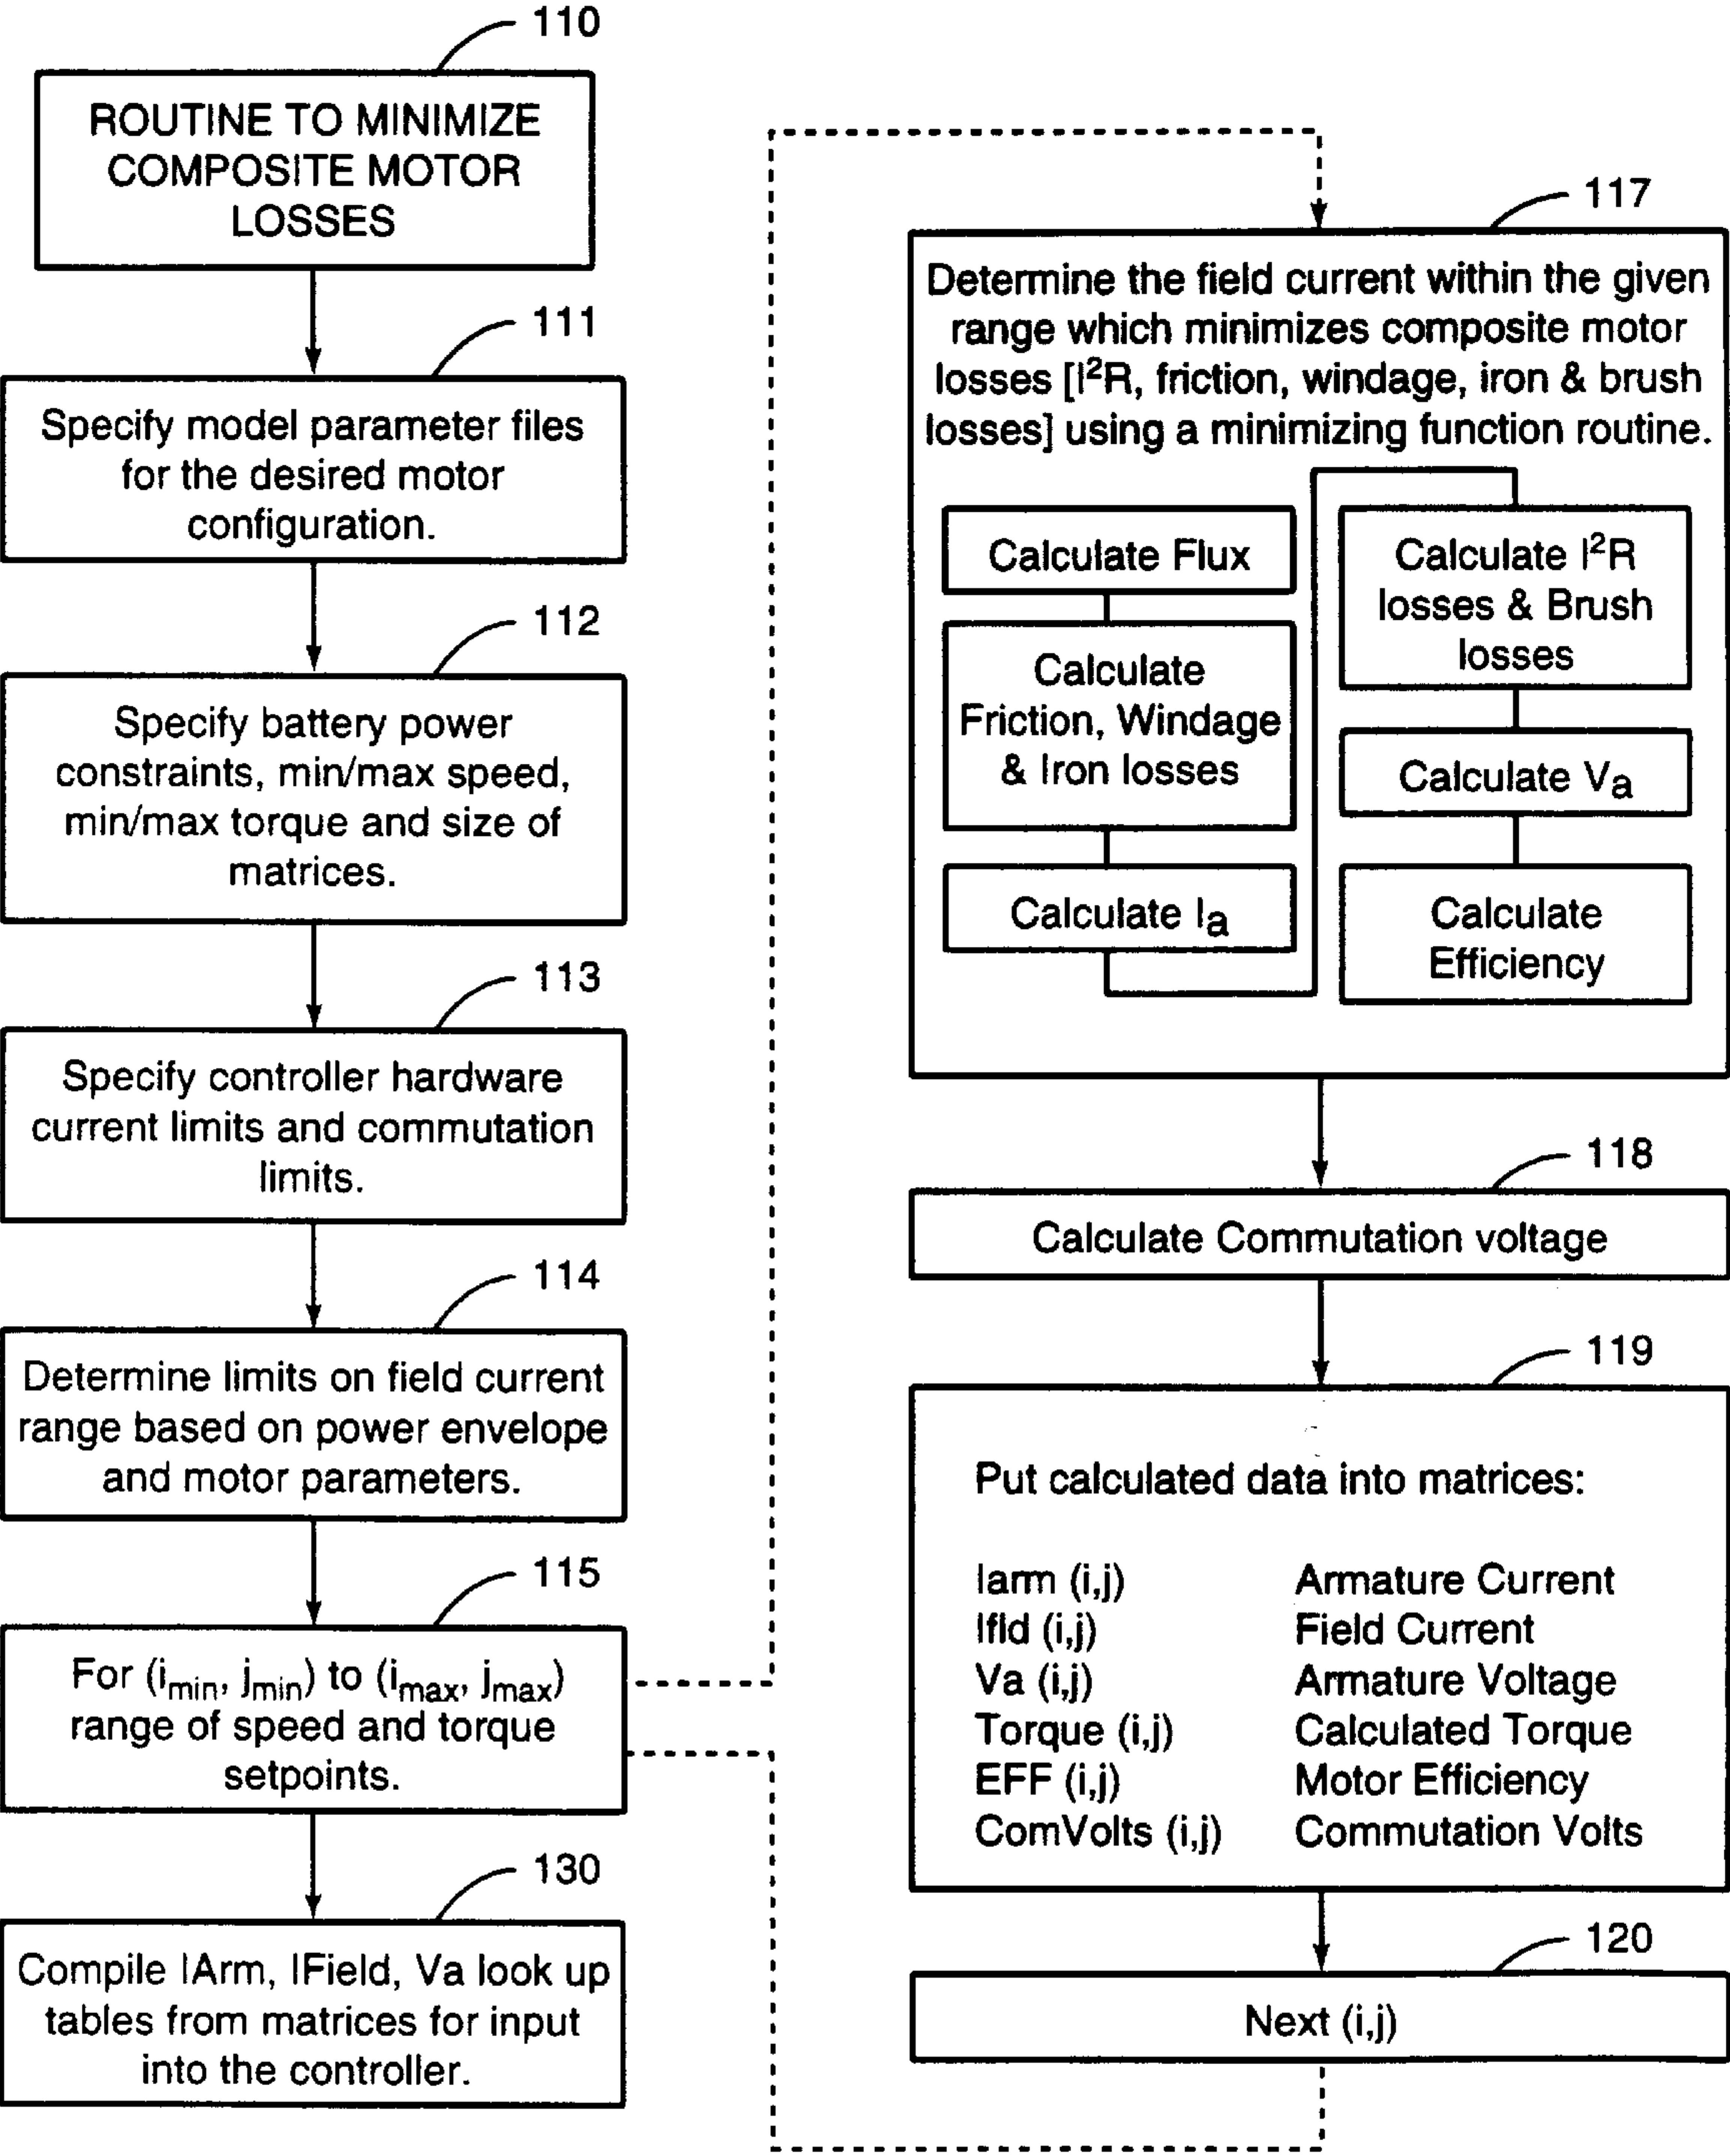 110
ROUTINE TO MINIMIZE
COMPOSITE MOTOR
LOSSES
111
Specify model parameter files
for the desired motor
configuration.
112
Specify battery power
constraints, min/max speed,
min/max torque and size of
matrices.
113
Specify controller hardware
current limits and commutation
limits.
114
Determine limits on field current
range based on power envelope
and motor parameters.
115
For (imin, jmin) to (imax, jmax)
range of speed and torque
setpoints.
130
Compile IArm, IField, Va look up
tables from matrices for input
into the controller.
117
Determine the field current within the given
range which minimizes composite motor
losses [I²R, friction, windage, iron & brush
losses] using a minimizing function routine.
Calculate Flux
Calculate
Friction, Windage
& Iron losses
Calculate Ia
Calculate I²R
losses & Brush
losses
Calculate Va
Calculate
Efficiency
118
Calculate Commutation voltage
119
Put calculated data into matrices:
Iarm (i,j) Armature Current
Ifld (i,j) Field Current
Va (i,j) Armature Voltage
Torque (i,j) Calculated Torque
EFF (i,j) Motor Efficiency
ComVolts (i,j) Commutation Volts
120
Next (i,j)